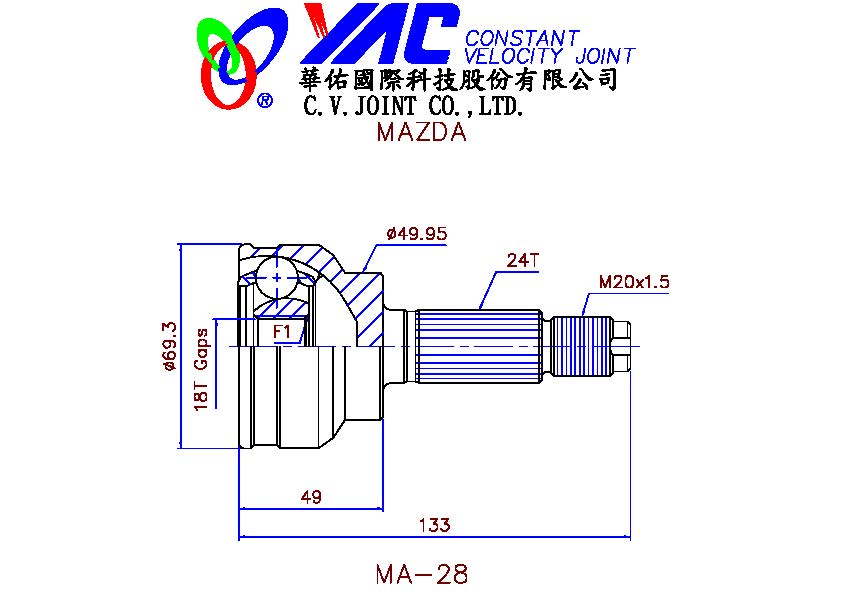 YAC CONSTANT
VELOCITY JOINT
®
華佑國際科技股份有限公司
C.V.JOINT CO.,LTD.
MAZDA
ø49.95
24T
M20x1.5
ø69.3
18T Gaps
F1
49
133
MA-28